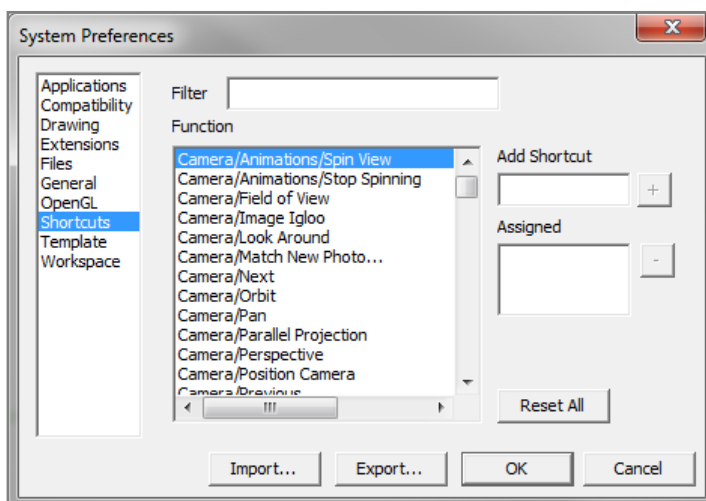 System Preferences
Applications
Compatibility
Drawing
Extensions
Files
General
OpenGL
Shortcuts
Template
Workspace
Filter
Function
Camera/Animations/Spin View
Camera/Animations/Stop Spinning
Camera/Field of View
Camera/Image Igloo
Camera/Look Around
Camera/Match New Photo...
Camera/Next
Camera/Orbit
Camera/Pan
Camera/Parallel Projection
Camera/Perspective
Camera/Position Camera
Camera/Previous
Add Shortcut
+
Assigned
-
Reset All
Import...
Export...
OK
Cancel